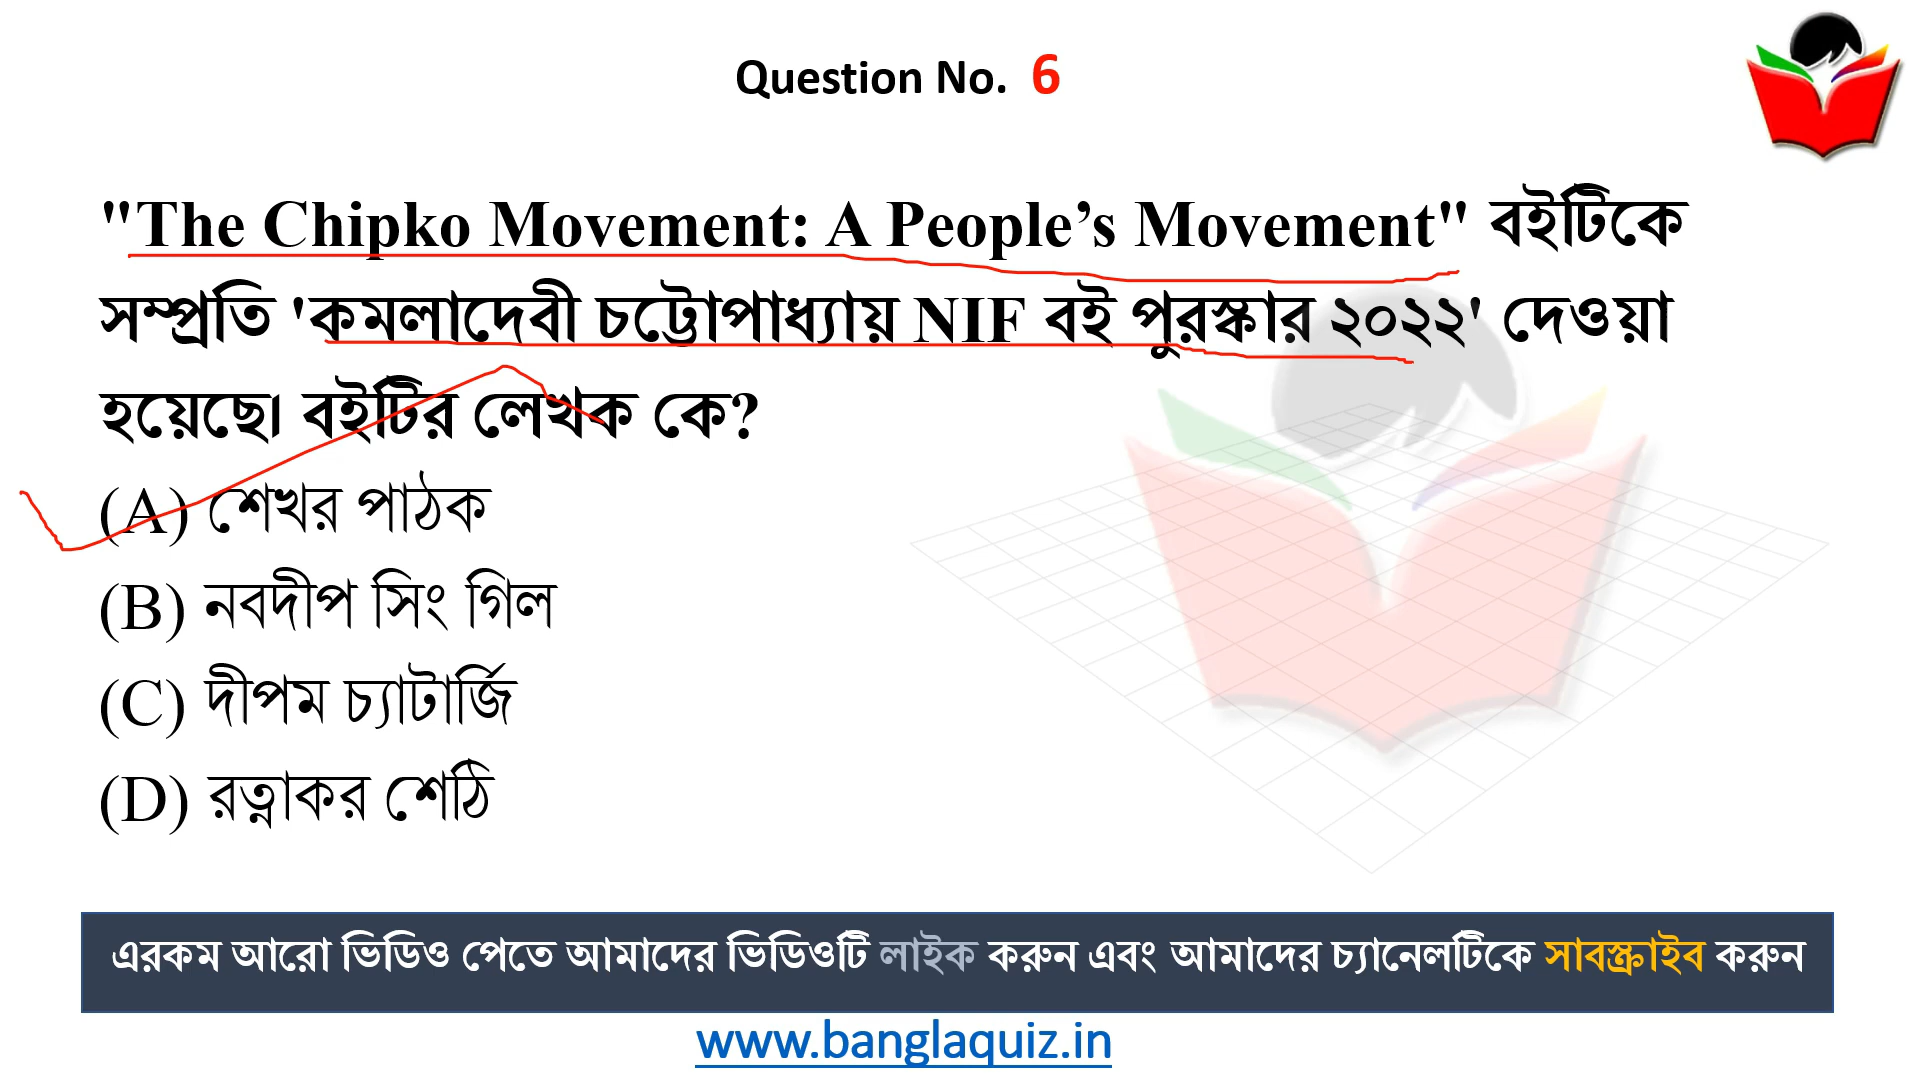 Question No. 6
"The Chipko Movement: A People’s Movement" বইটিকে
সম্প্রতি 'কমলাদেবী চট্টোপাধ্যায় NIF বই পুরস্কার ২০২২' দেওয়া
হয়েছে। বইটির লেখক কে?
(A) শেখর পাঠক
(B) নবদীপ সিং গিল
(C) দীপম চ্যাটার্জি
(D) রত্নাকর শেঠি
এরকম আরো ভিডিও পেতে আমাদের ভিডিওটি লাইক করুন এবং আমাদের চ্যানেলটিকে সাবস্ক্রাইব করুন
www.banglaquiz.in